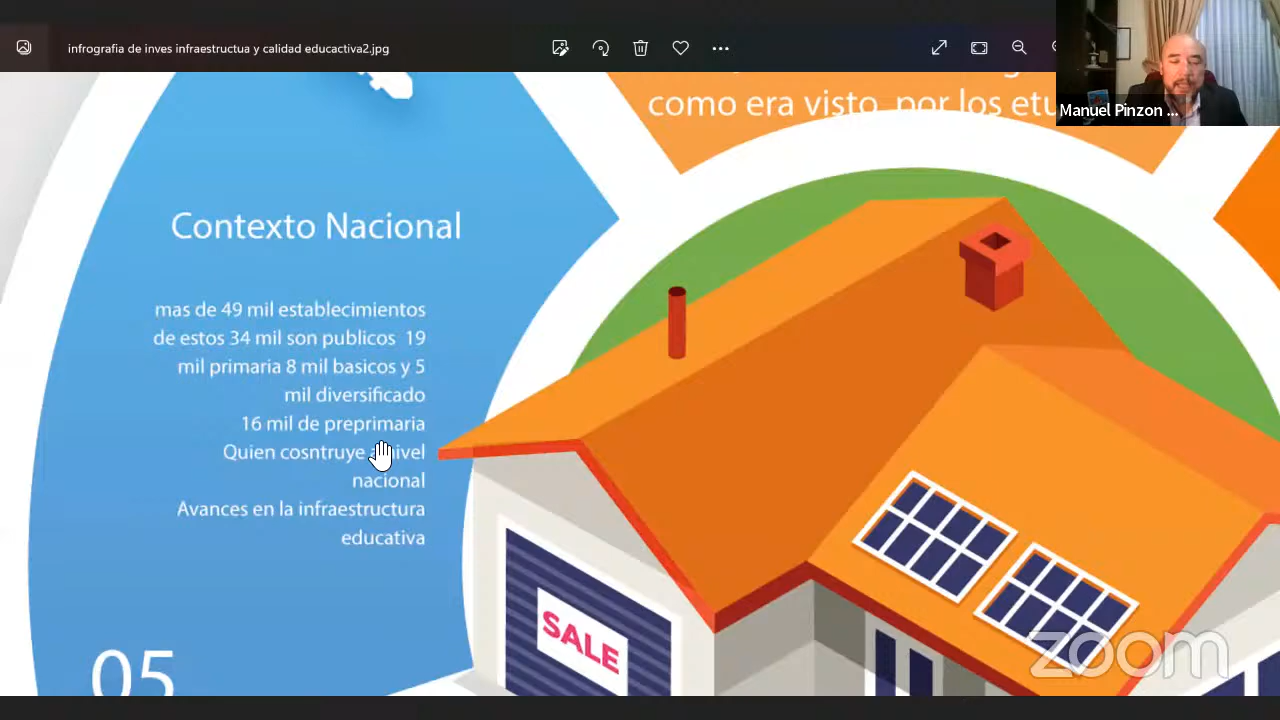 infrografia de inves infraestructua y calidad educactiva2.jpg
como era visto por los etu
Manuel Pinzon ...
Contexto Nacional
mas de 49 mil establecimientos
de estos 34 mil son publicos 19
mil primaria 8 mil basicos y 5
mil diversificado
16 mil de preprimaria
Quien cosntruye a nivel
nacional
Avances en la infraestructura
educativa
SALE
05
zoom